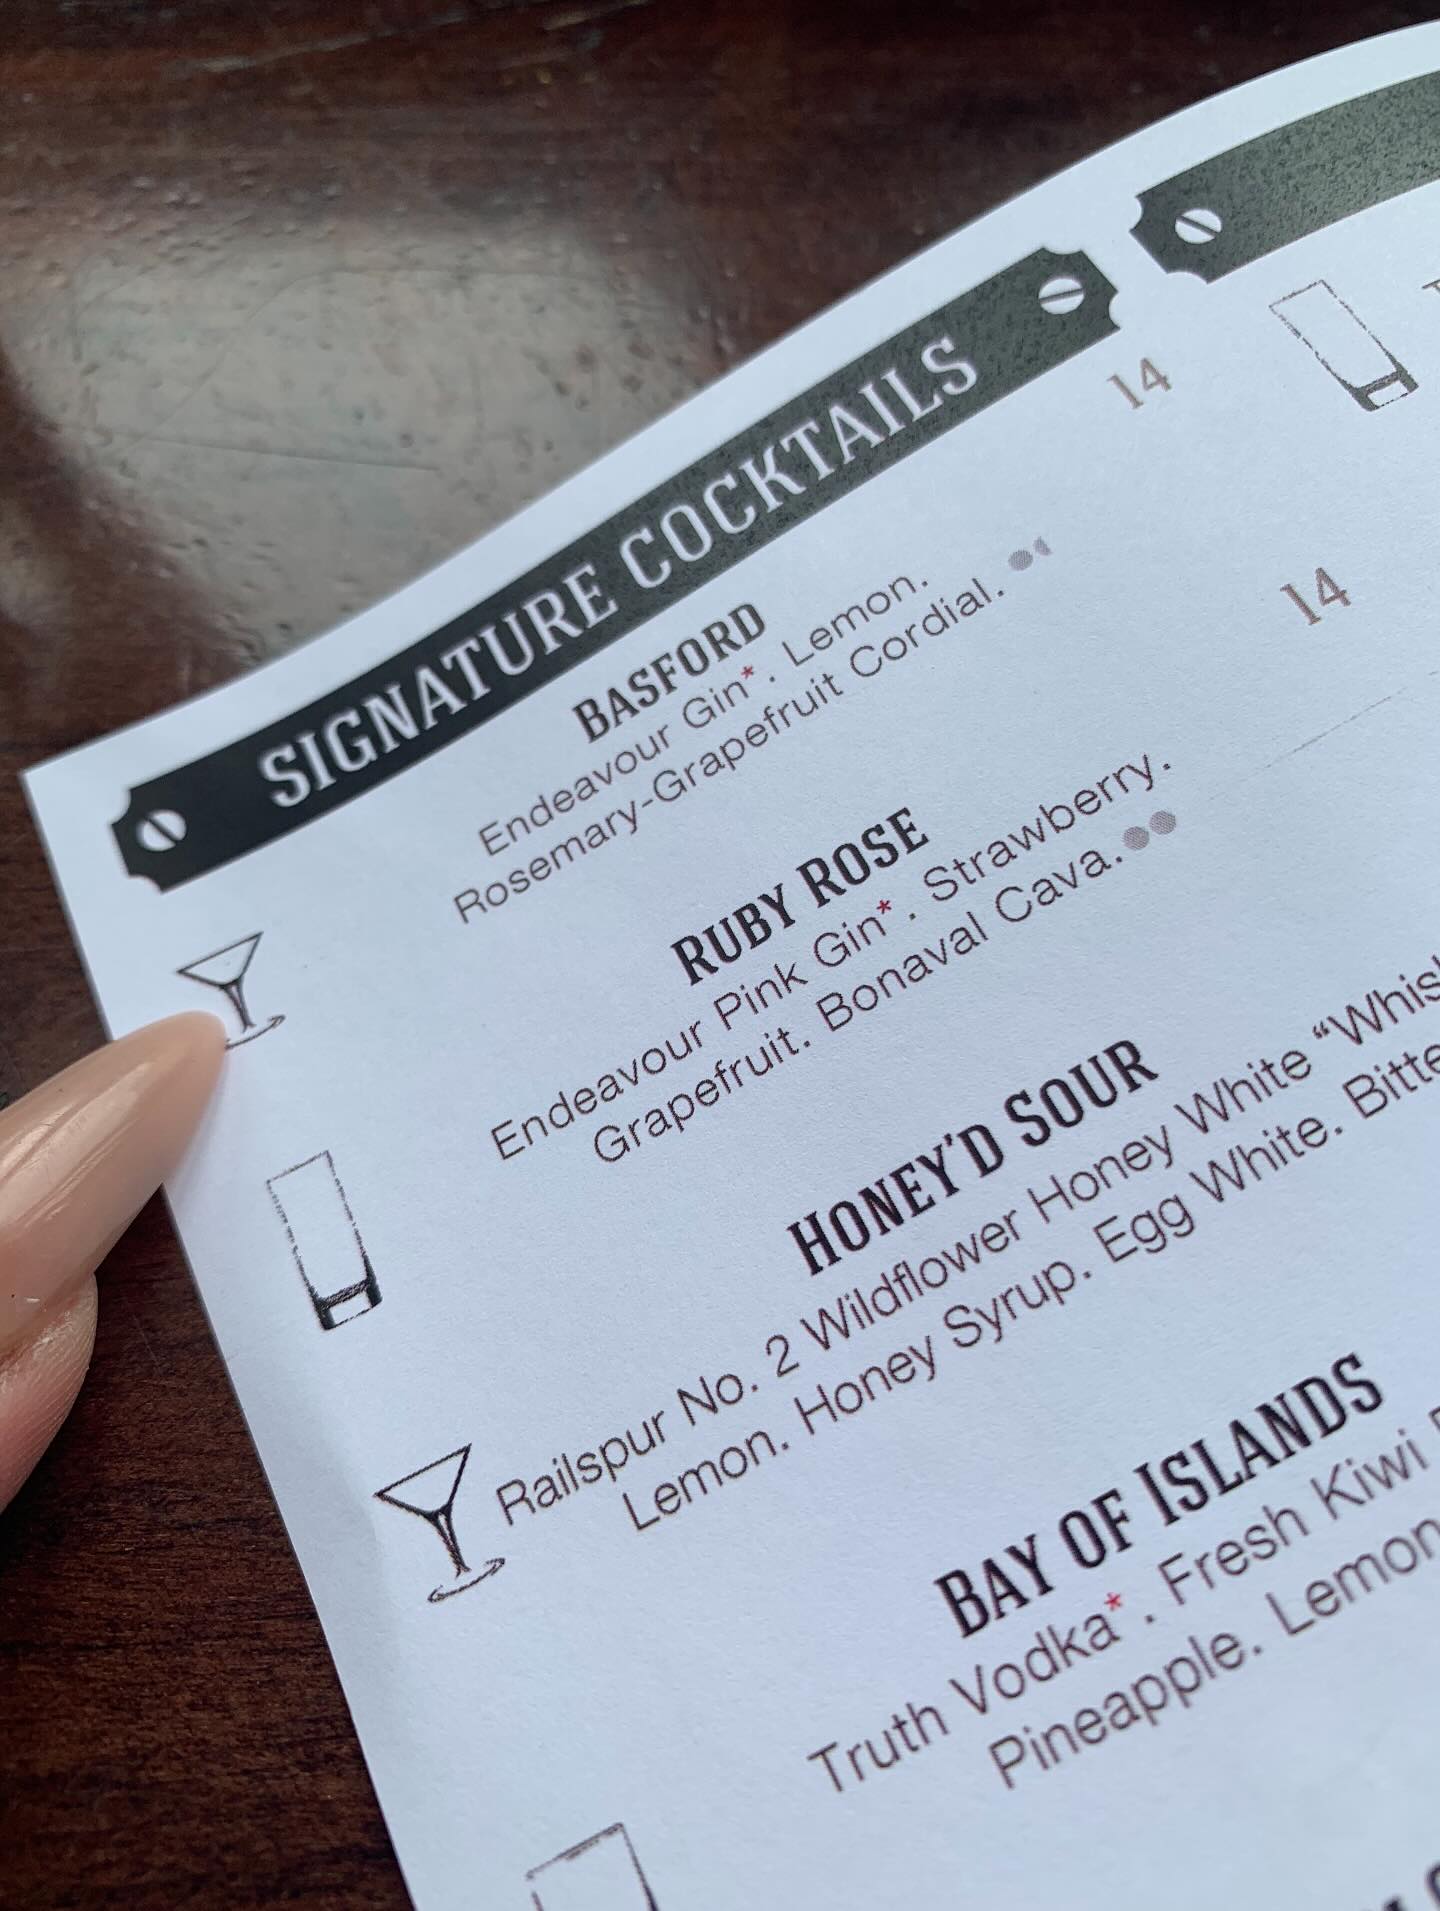 SIGNATURE COCKTAILS
BASFORD 14
Endeavour Gin*. Lemon.
Rosemary-Grapefruit Cordial.
RUBY ROSE 14
Endeavour Pink Gin*. Strawberry.
Grapefruit. Bonaval Cava.
HONEY'D SOUR
Railspur No. 2 Wildflower Honey White
Lemon. Honey Syrup. Egg White.
BAY OF ISLANDS
Truth Vodka*. Fresh Kiwi
Pineapple. Lemon